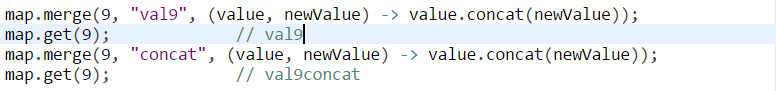 map.merge(9, "val9", (value, newValue) -> value.concat(newValue));
map.get(9);             // val9
map.merge(9, "concat", (value, newValue) -> value.concat(newValue));
map.get(9);             // val9concat